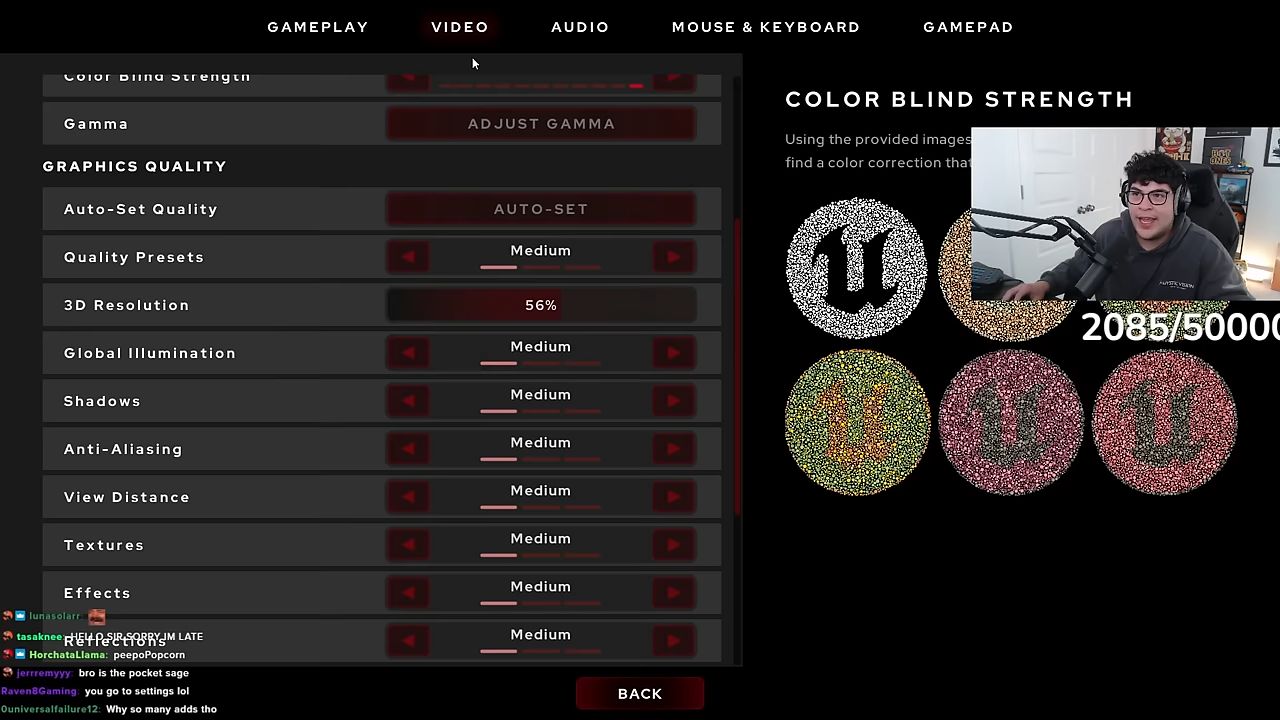 GAMEPLAY VIDEO AUDIO MOUSE & KEYBOARD GAMEPAD
Color Blind Strength
Gamma ADJUST GAMMA
GRAPHICS QUALITY
Auto-Set Quality AUTO-SET
Quality Presets Medium
3D Resolution 56%
Global Illumination Medium
Shadows Medium
Anti-Aliasing Medium
View Distance Medium
Textures Medium
Effects Medium
Reflections Medium
BACK
COLOR BLIND STRENGTH
Using the provided images
find a color correction that
2085/50000
lunasolarr
tasaknee: HELLO SIR SORRY IM LATE
HorchataLlama: peepoPopcorn
jerrremyyy: bro is the pocket sage
Raven8Gaming: you go to settings lol
0universalfailure12: Why so many adds tho